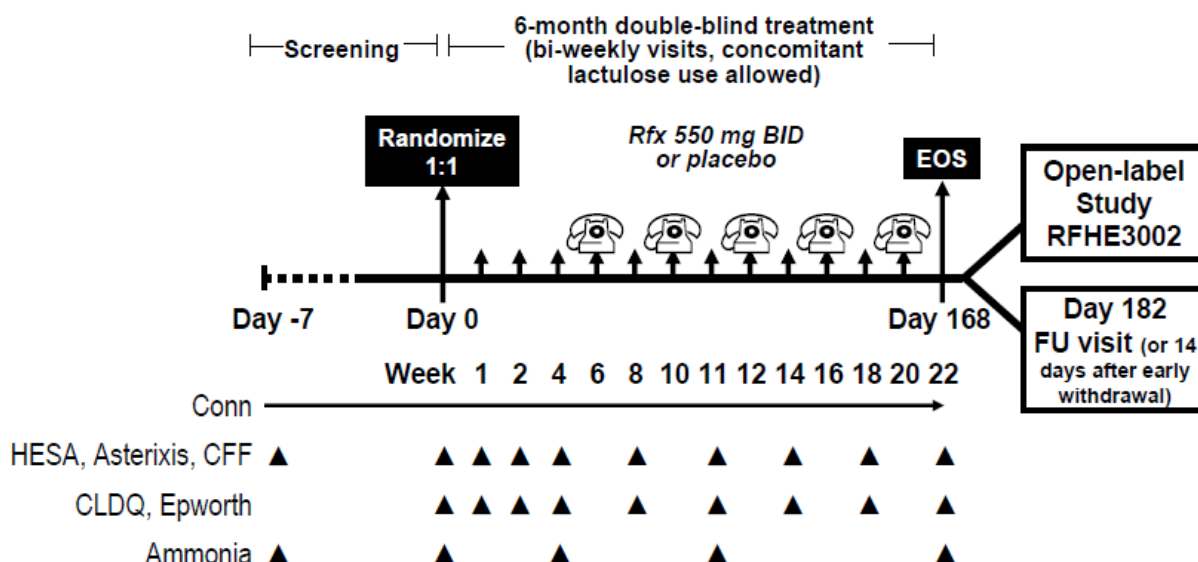 Screening
6-month double-blind treatment
(bi-weekly visits, concomitant
lactulose use allowed)
Randomize
1:1
Rfx 550 mg BID
or placebo
EOS
Open-label
Study
RFHE3002
Day -7
Day 0
Day 168
Day 182
FU visit (or 14
days after early
withdrawal)
Week 1 2 4 6 8 10 11 12 14 16 18 20 22
Conn
HESA, Asterixis, CFF
CLDQ, Epworth
Ammonia